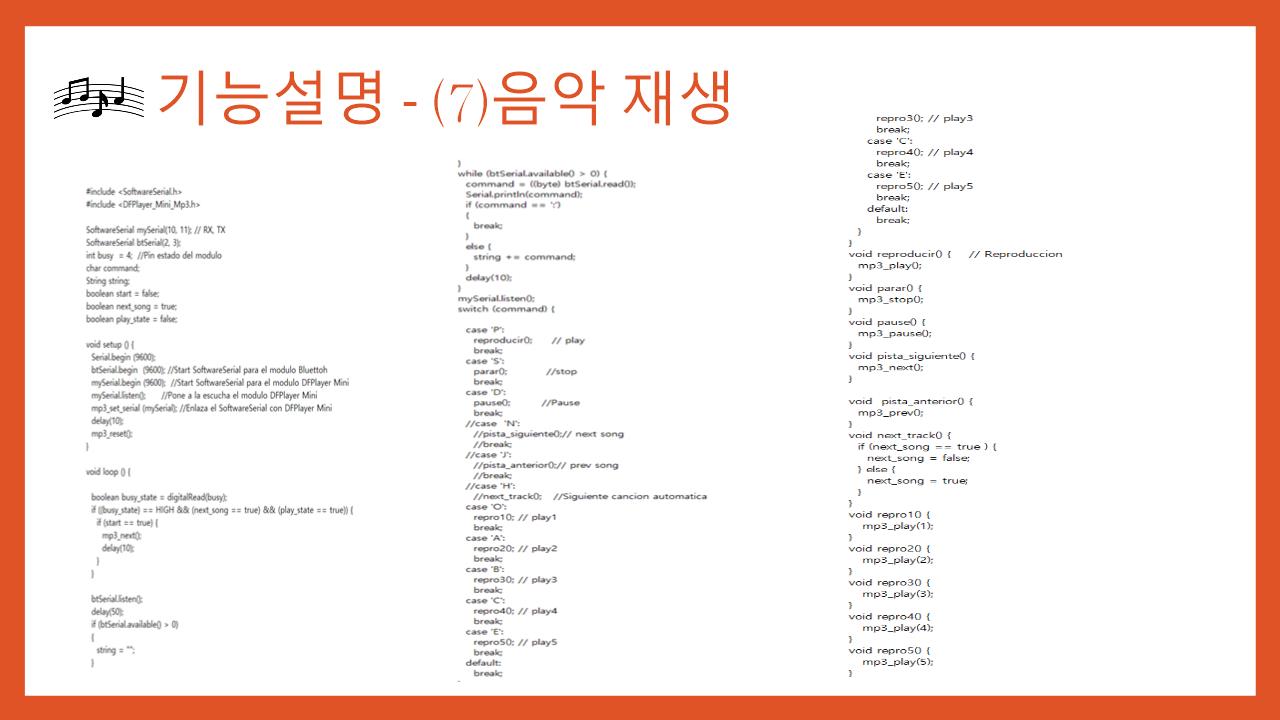 기능설명 - (7)음악 재생
#include <SoftwareSerial.h>
#include <DFPlayer_Mini_Mp3.h>
SoftwareSerial mySerial(10, 11); // RX, TX
SoftwareSerial btSerial(2, 3);
int busy  = 4;  //Pin estado del modulo
char command;
String string;
boolean start = false;
boolean next_song = true;
boolean play_state = false;
void setup () {
Serial.begin (9600);
btSerial.begin  (9600); //Start SoftwareSerial para el modulo Bluettoh
mySerial.begin (9600);  //Start SoftwareSerial para el modulo DFPlayer Mini
mySerial.listen();      //Pone a la escucha el modulo DFPlayer Mini
mp3_set_serial (mySerial); //Enlaza el SoftwareSerial con DFPlayer Mini
delay(10);
mp3_reset();
}
void loop () {
boolean busy_state = digitalRead(busy);
if ((busy_state) == HIGH && (next_song == true) && (play_state == true)) {
if (start == true) {
mp3_next();
delay(10);
}
}
btSerial.listen();
delay(50);
if (btSerial.available() > 0)
{
string = "";
}
}
while (btSerial.available() > 0) {
command = ((byte) btSerial.read());
Serial.println(command);
if (command == ':')
{
break;
}
else {
string += command;
}
delay(10);
}
mySerial.listen();
switch (command) {
case 'P':
reproducir();      // play
break;
case 'S':
parar();            //stop
break;
case 'D':
pause();          //Pause
break;
//case  'N':
//pista_siguiente();// next song
//break;
//case 'J':
//pista_anterior();// prev song
//break;
//case 'H':
//next_track();   //Siguiente cancion automatica
case 'O':
repro1(); // play1
break;
case 'A':
repro2(); // play2
break;
case 'B':
repro3(); // play3
break;
case 'C':
repro4(); // play4
break;
case 'E':
repro5(); // play5
break;
default:
break;
repro3(); // play3
break;
case 'C':
repro4(); // play4
break;
case 'E':
repro5(); // play5
break;
default:
break;
}
}
void reproducir() {    // Reproduccion
mp3_play();
}
void parar() {
mp3_stop();
}
void pause() {
mp3_pause();
}
void pista_siguiente() {
mp3_next();
}
void  pista_anterior() {
mp3_prev();
}
void next_track() {
if (next_song == true ) {
next_song = false;
} else {
next_song = true;
}
}
void repro1() {
mp3_play(1);
}
void repro2() {
mp3_play(2);
}
void repro3() {
mp3_play(3);
}
void repro4() {
mp3_play(4);
}
void repro5() {
mp3_play(5);
}